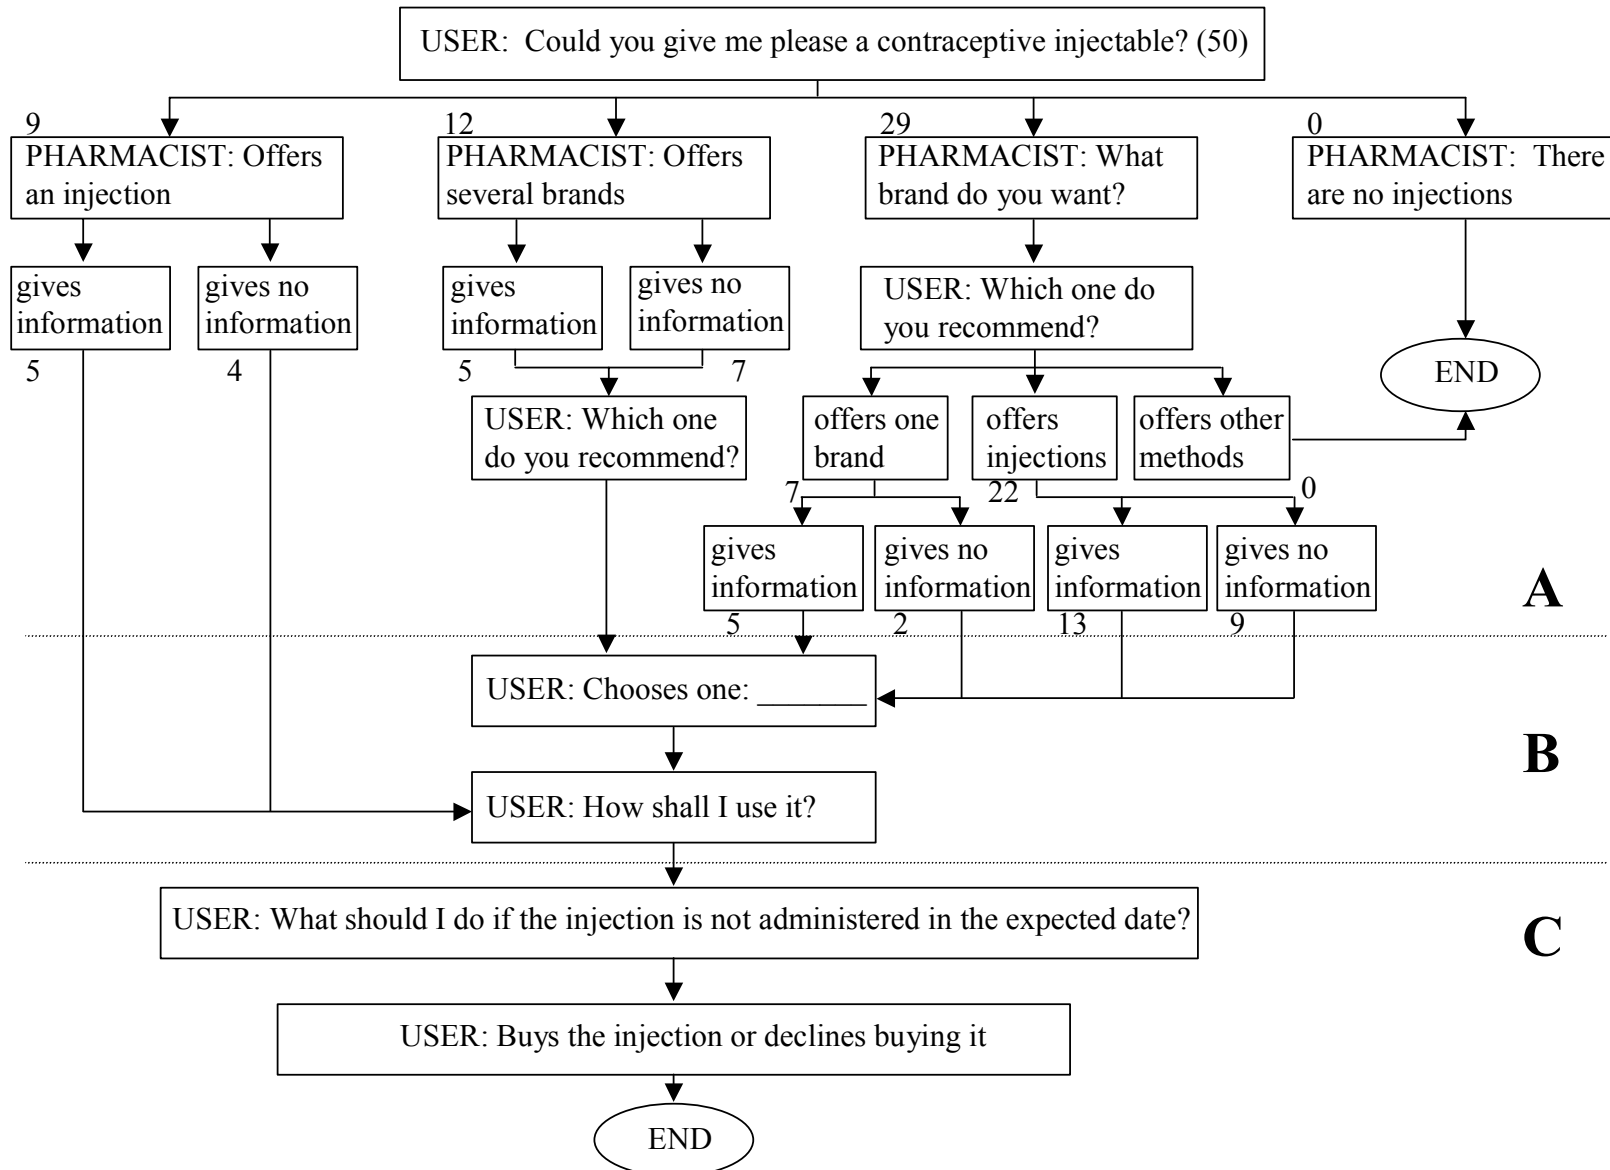 USER: Could you give me please a contraceptive injectable? (50)
9
PHARMACIST: Offers
an injection
12
PHARMACIST: Offers
several brands
29
PHARMACIST: What
brand do you want?
0
PHARMACIST: There
are no injections
gives
information
5
gives no
information
4
gives
information
5
gives no
information
7
USER: Which one do
you recommend?
END
USER: Which one
do you recommend?
offers one
brand
7
offers
injections
22
offers other
methods
0
gives
information
5
gives no
information
2
gives
information
13
gives no
information
9
A
USER: Chooses one: _______
B
USER: How shall I use it?
USER: What should I do if the injection is not administered in the expected date?
C
USER: Buys the injection or declines buying it
END